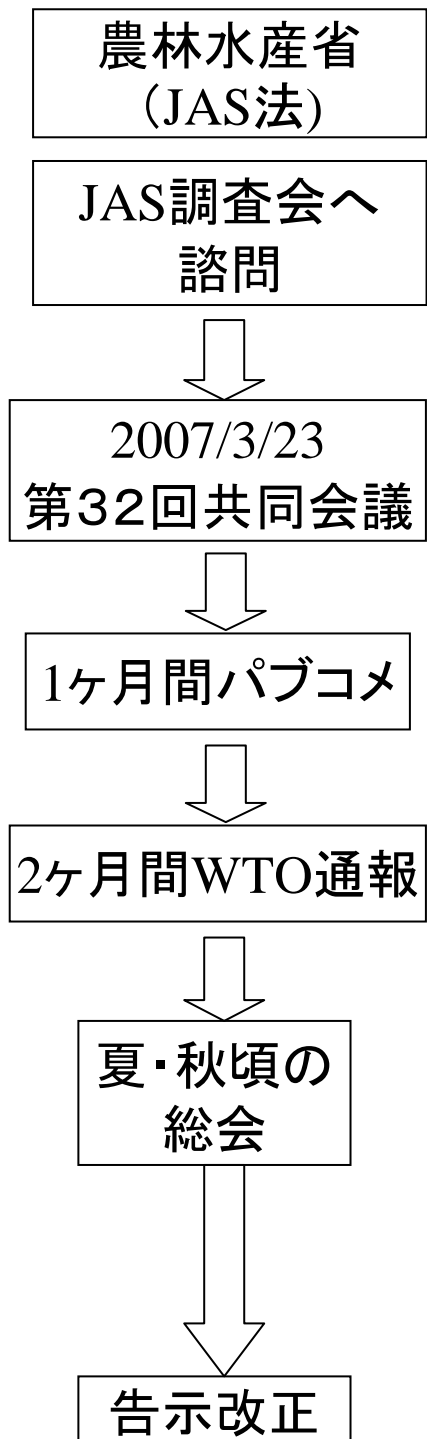 農林水産省
（JAS法)
JAS調査会へ
諮問
2007/3/23
第３２回共同会議
1ヶ月間パブコメ
2ヶ月間WTO通報
夏・秋頃の
総会
告示改正